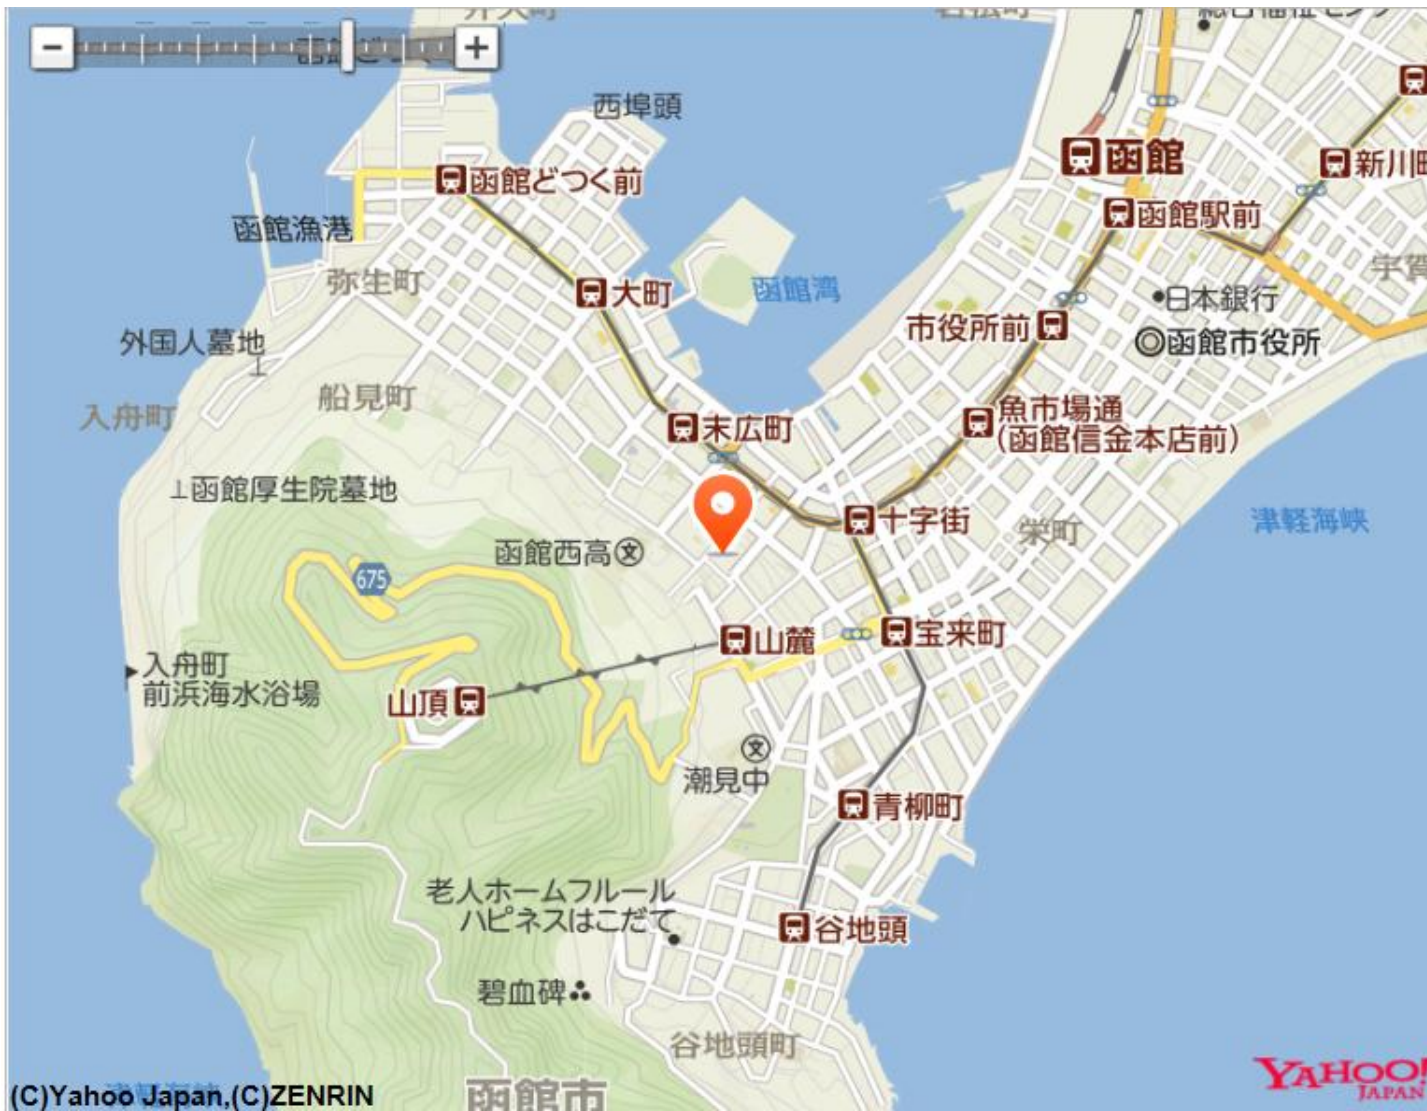 西埠頭
函館
函館どつく前
新川町
函館駅前
函館漁港
弥生町
大町
函館湾
日本銀行
市役所前
函館市役所
外国人墓地
船見町
入舟町
末広町
魚市場通
(函館信金本店前)
函館厚生院墓地
十字街
栄町
津軽海峡
函館西高
文
675
山麓
宝来町
入舟町
前浜海水浴場
山頂
文
潮見中
青柳町
老人ホームフルール
ハピネスはこだて
谷地頭
碧血碑
谷地頭町
函館市
YAHOO!
JAPAN
(C)Yahoo Japan,(C)ZENRIN